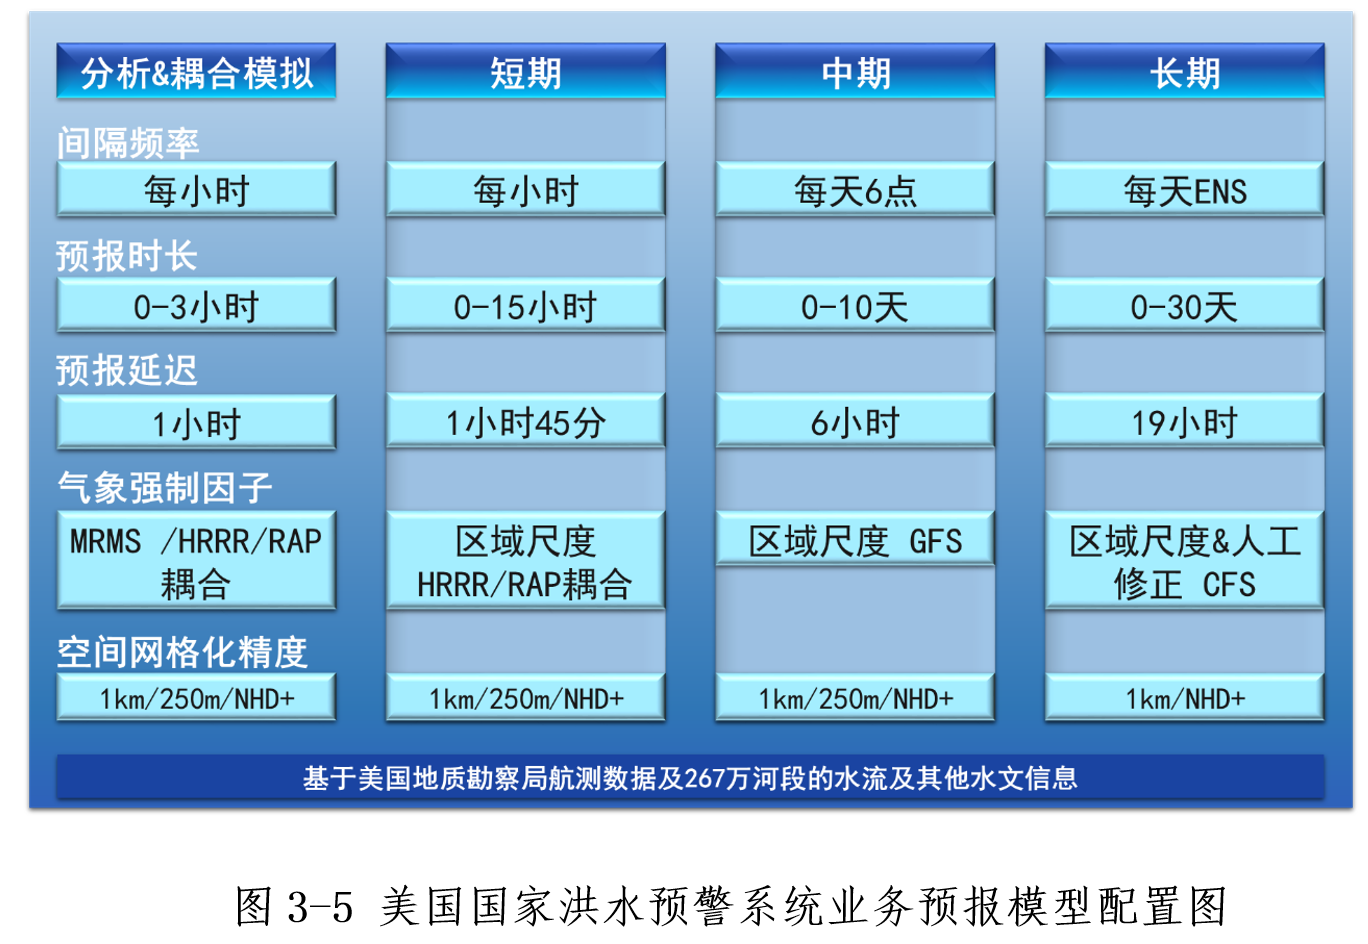 分析&耦合模拟 短期 中期 长期
间隔频率
每小时 每小时 每天6点 每天ENS
预报时长
0-3小时 0-15小时 0-10天 0-30天
预报延迟
1小时 1小时45分 6小时 19小时
气象强制因子
MRMS /HRRR/RAP
耦合
区域尺度
HRRR/RAP耦合
区域尺度 GFS
区域尺度&人工
修正 CFS
空间网格化精度
1km/250m/NHD+ 1km/250m/NHD+ 1km/250m/NHD+ 1km/NHD+
基于美国地质勘察局航测数据及267万河段的水流及其他水文信息
图 3-5 美国国家洪水预警系统业务预报模型配置图